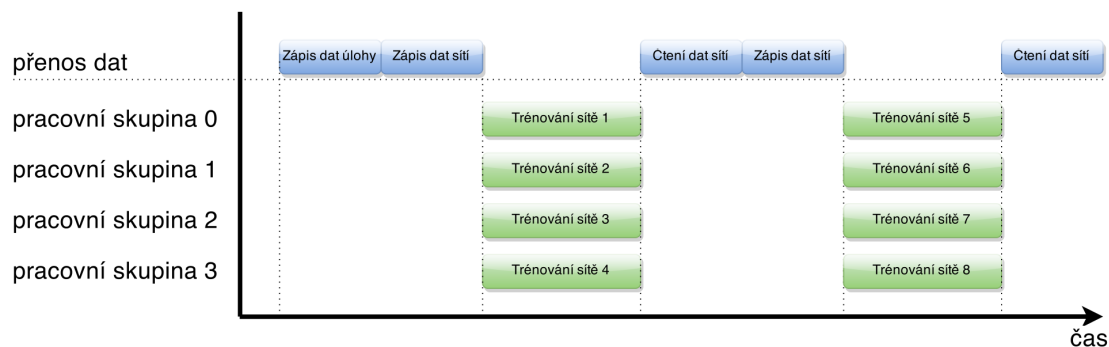 přenos dat Zápis dat úlohy Zápis dat sítí Čtení dat sítí Zápis dat sítí Čtení dat sítí
pracovní skupina 0 Trénování sítě 1 Trénování sítě 5
pracovní skupina 1 Trénování sítě 2 Trénování sítě 6
pracovní skupina 2 Trénování sítě 3 Trénování sítě 7
pracovní skupina 3 Trénování sítě 4 Trénování sítě 8
čas